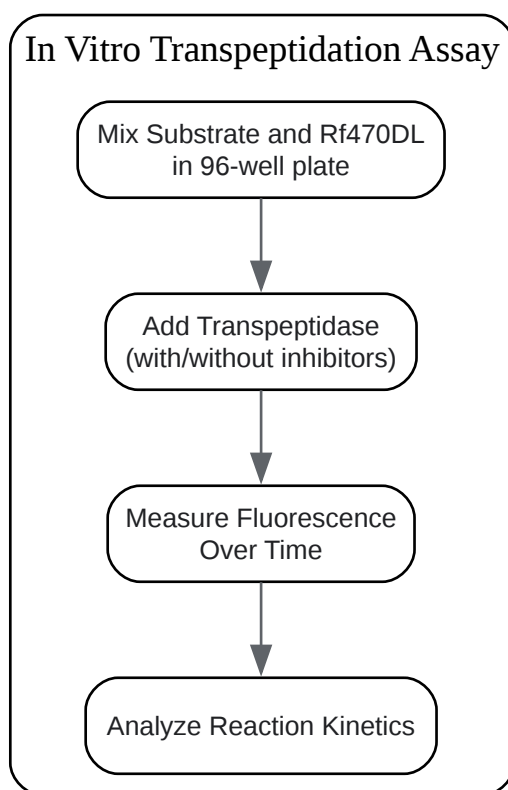 In Vitro Transpeptidation Assay
Mix Substrate and Rf470DL
in 96-well plate
Add Transpeptidase
(with/without inhibitors)
Measure Fluorescence
Over Time
Analyze Reaction Kinetics